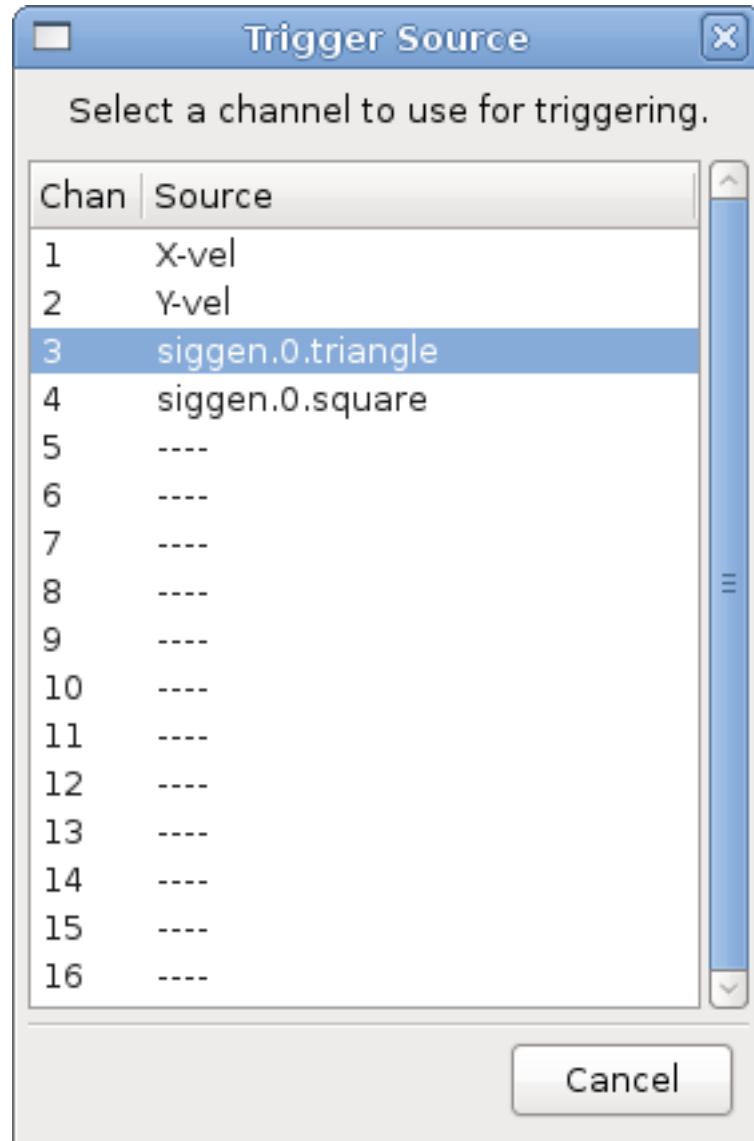 Trigger Source
Select a channel to use for triggering.
Chan Source
1 X-vel
2 Y-vel
3 siggen.0.triangle
4 siggen.0.square
5 ----
6 ----
7 ----
8 ----
9 ----
10 ----
11 ----
12 ----
13 ----
14 ----
15 ----
16 ----
Cancel